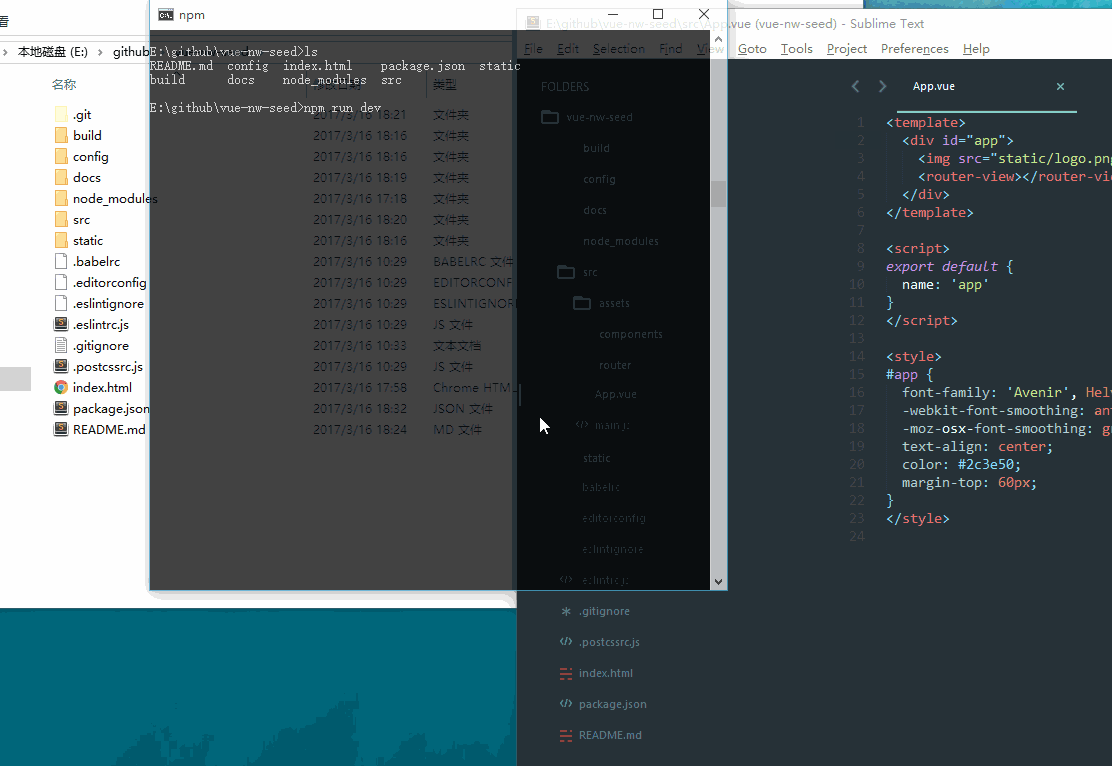 看
本地磁盘 (E:) › github
名称
修改日期
类型
.git
2017/3/16 18:21
文件夹
build
2017/3/16 18:16
文件夹
config
2017/3/16 18:16
文件夹
docs
2017/3/16 18:19
文件夹
node_modules
2017/3/16 17:18
文件夹
src
2017/3/16 18:20
文件夹
static
2017/3/16 18:16
文件夹
.babelrc
2017/3/16 10:29
BABELRC 文件
.editorconfig
2017/3/16 10:29
EDITORCONF
.eslintignore
2017/3/16 10:29
ESLINTIGNOR
.eslintrc.js
2017/3/16 10:29
JS 文件
.gitignore
2017/3/16 10:33
文本文档
.postcssrc.js
2017/3/16 10:29
JS 文件
index.html
2017/3/16 17:58
Chrome HTM
package.json
2017/3/16 18:32
JSON 文件
README.md
2017/3/16 18:24
MD 文件
npm
E:\github\vue-nw-seed>ls
README.md config index.html package.json static
build docs node_modules src
E:\github\vue-nw-seed>npm run dev
E:\github\vue-nw-seed\src\App.vue (vue-nw-seed) - Sublime Text
File Edit Selection Find View Goto Tools Project Preferences Help
FOLDERS
vue-nw-seed
build
config
docs
node_modules
src
assets
components
router
App.vue
main.js
static
babelrc
editorconfig
eslintignore
eslintrc.js
.gitignore
.postcssrc.js
index.html
package.json
README.md
App.vue
1 <template>
2 <div id="app">
3 <img src="static/logo.pn
4 <router-view></router-vi
5 </div>
6 </template>
7
8 <script>
9 export default {
10 name: 'app'
11 }
12 </script>
13
14 <style>
15 #app {
16 font-family: 'Avenir', Hel
17 -webkit-font-smoothing: an
18 -moz-osx-font-smoothing: g
19 text-align: center;
20 color: #2c3e50;
21 margin-top: 60px;
22 }
23 </style>
24